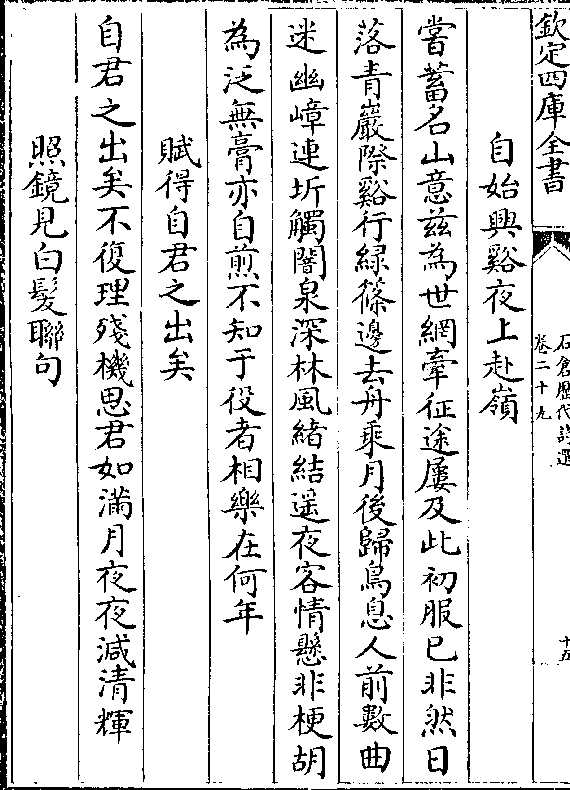 欽定四庫全書
石倉歷代詩選
卷二十九
十五
自始興谿夜上赴嶺
嘗蓄名山意茲為世網牽征途屢及此初服已非然日
落青巖際谿行綠篠邊去舟乘月後歸鳥息人前數曲
迷幽嶂連圻觸闇泉深林風緒結遥夜客情懸非梗胡
為泛無膏亦自煎不知于役者相樂在何年
賦得自君之出矣
自君之出矣不復理殘機思君如滿月夜夜減清輝
照鏡見白髮聯句